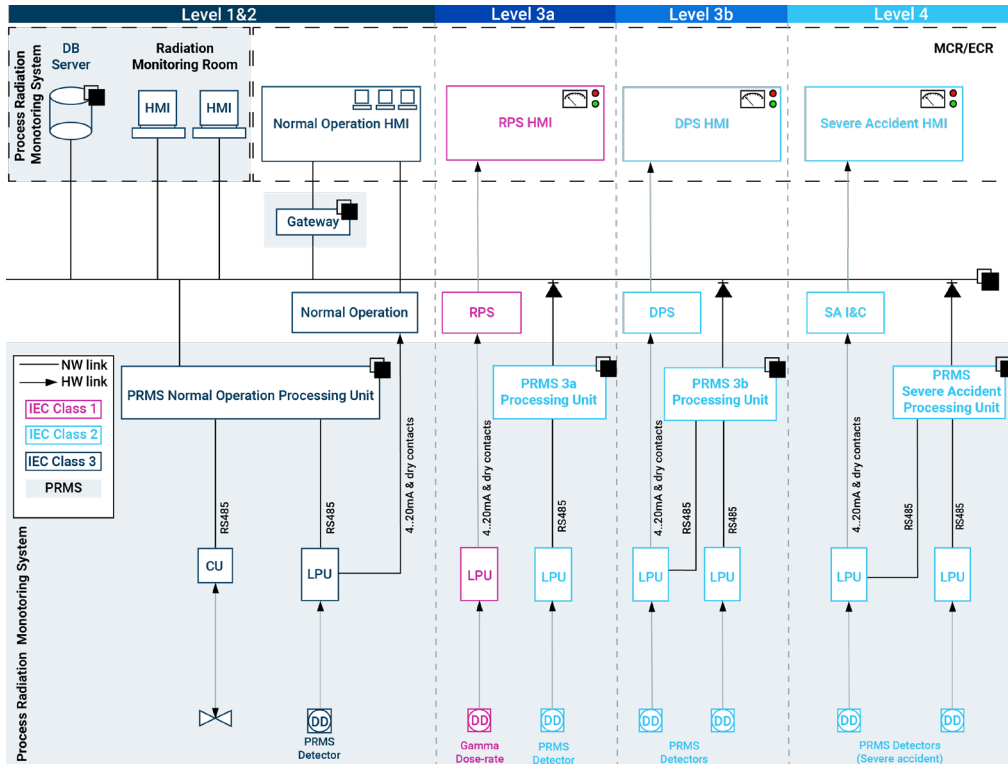 Level 1&2
Level 3a
Level 3b
Level 4
Process Radiation
Monotoring System
DB
Server
Radiation
Monitoring Room
HMI
HMI
Normal Operation HMI
RPS HMI
DPS HMI
Severe Accident HMI
MCR/ECR
Gateway
Normal Operation
RPS
DPS
SA I&C
NW link
HW link
IEC Class 1
IEC Class 2
IEC Class 3
PRMS
PRMS Normal Operation Processing Unit
PRMS 3a
Processing Unit
PRMS 3b
Processing Unit
PRMS
Severe Accident
Processing Unit
RS485
RS485
4..20mA & dry contacts
4..20mA & dry contacts
RS485
4..20mA & dry contacts
RS485
RS485
4..20mA & dry contacts
RS485
RS485
CU
LPU
LPU
LPU
LPU
LPU
LPU
LPU
Process Radiation Monotoring System
DD
DD
DD
DD
DD
DD
DD
PRMS
Detector
Gamma
Dose-rate
PRMS
Detector
PRMS
Detectors
PRMS Detectors
(Severe accident)